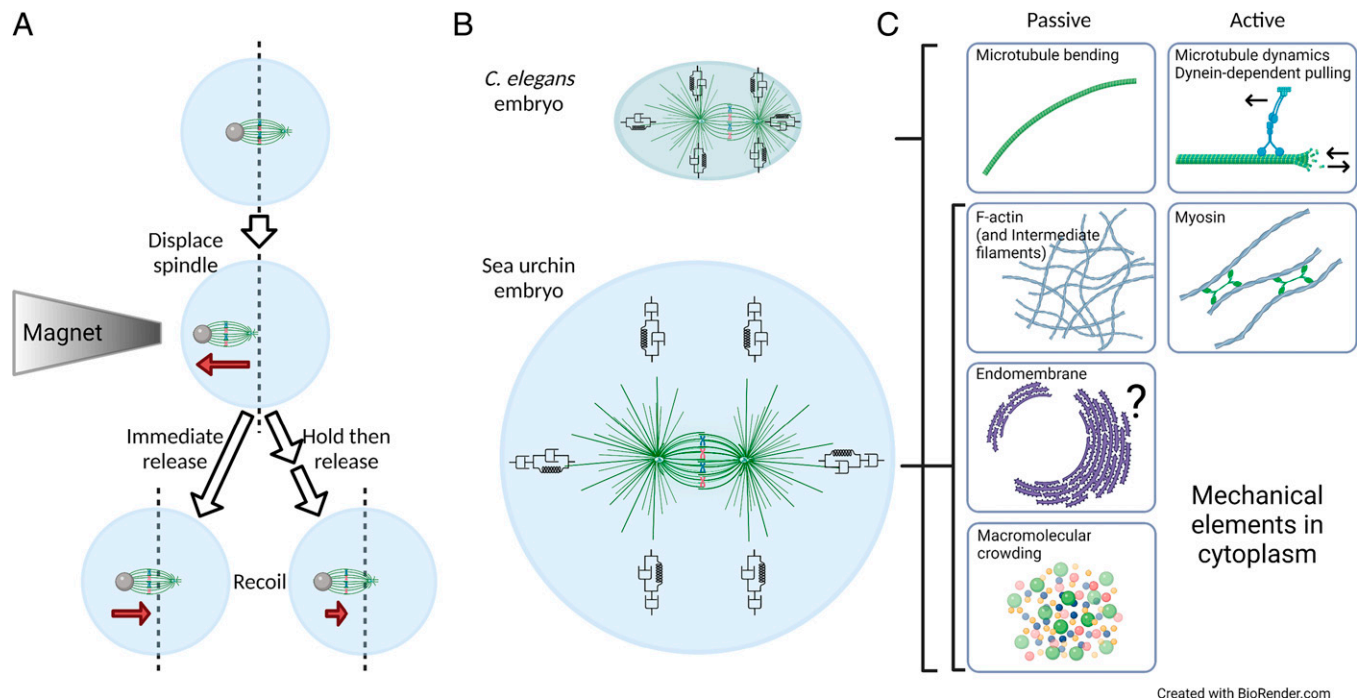 A
Displace
spindle
Magnet
Immediate
release
Hold then
release
Recoil
B
C. elegans
embryo
Sea urchin
embryo
C
Passive
Active
Microtubule bending
Microtubule dynamics
Dynein-dependent pulling
F-actin
(and Intermediate
filaments)
Myosin
Endomembrane
?
Macromolecular
crowding
Mechanical
elements in
cytoplasm
Created with BioRender.com